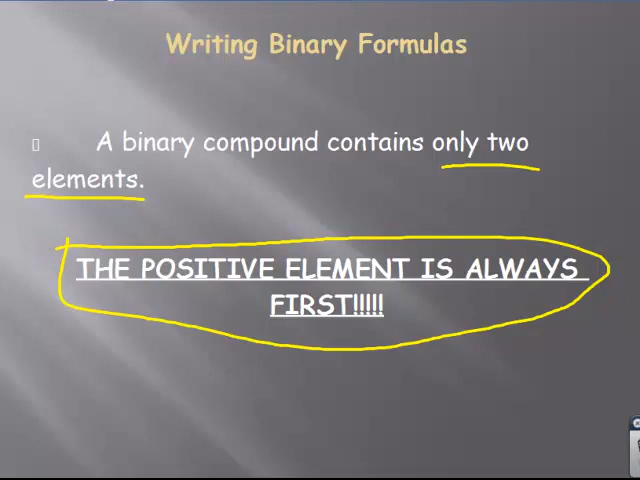 Writing Binary Formulas
A binary compound contains only two
elements.
THE POSITIVE ELEMENT IS ALWAYS
FIRST!!!!!